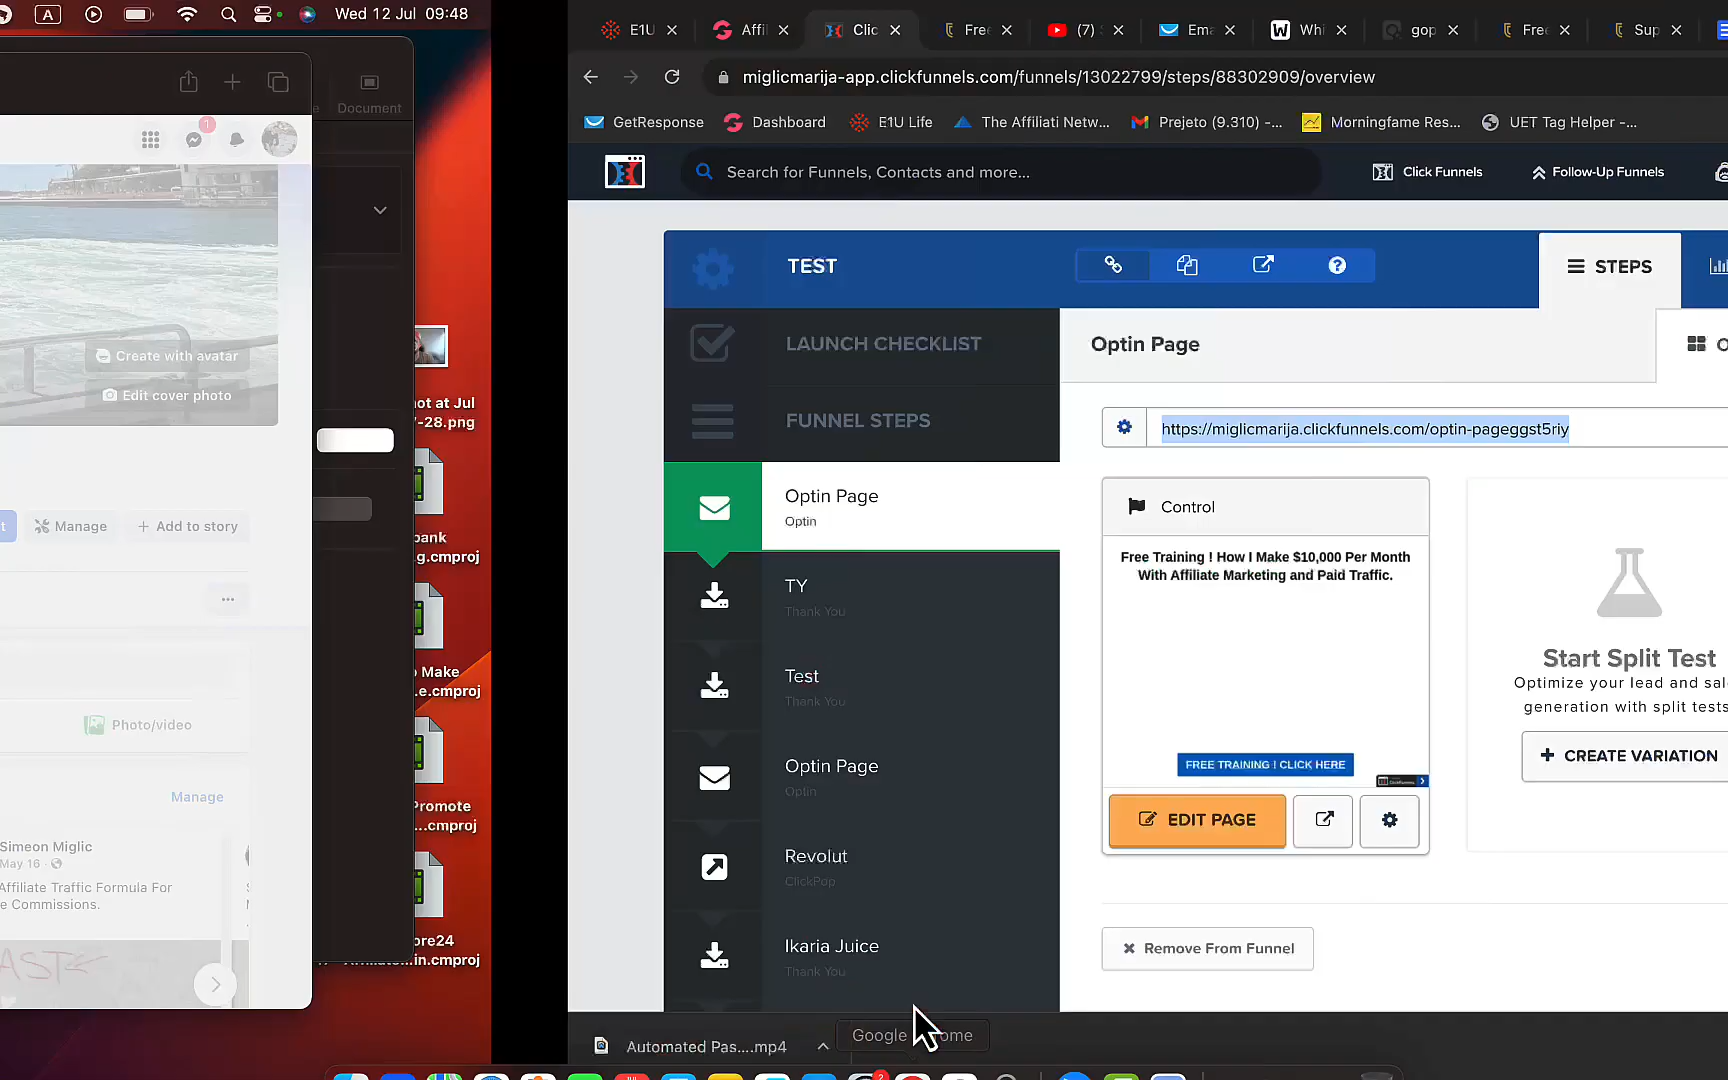 A
Wed 12 Jul 09:48
Document
1
Create with avatar
Edit cover photo
Manage
+ Add to story
...
Photo/video
Manage
Simeon Miglic
May 16
Affiliate Traffic Formula For
e Commissions.
AST
ot at Jul
-28.png
bank
g.cmproj
o Make
...e.cmproj
Promote
....cmproj
ore24
Affiliate...in.cmproj
E1U
Affil
Clic
Free
(7)
Ema
Whi
gop
Free
Sup
miglicmarija-app.clickfunnels.com/funnels/13022799/steps/88302909/overview
GetResponse
Dashboard
E1U Life
The Affiliati Netw...
Prejeto (9.310) -...
Morningfame Res...
UET Tag Helper -...
Search for Funnels, Contacts and more...
Click Funnels
Follow-Up Funnels
TEST
STEPS
LAUNCH CHECKLIST
FUNNEL STEPS
Optin Page
Optin
TY
Thank You
Test
Thank You
Optin Page
Optin
Revolut
ClickPop
Ikaria Juice
Thank You
Optin Page
https://miglicmarija.clickfunnels.com/optin-pageggst5riy
Control
Free Training ! How I Make $10,000 Per Month
With Affiliate Marketing and Paid Traffic.
FREE TRAINING ! CLICK HERE
EDIT PAGE
Start Split Test
Optimize your lead and sal
generation with split tests
+ CREATE VARIATION
Remove From Funnel
Automated Pas....mp4
Google
2